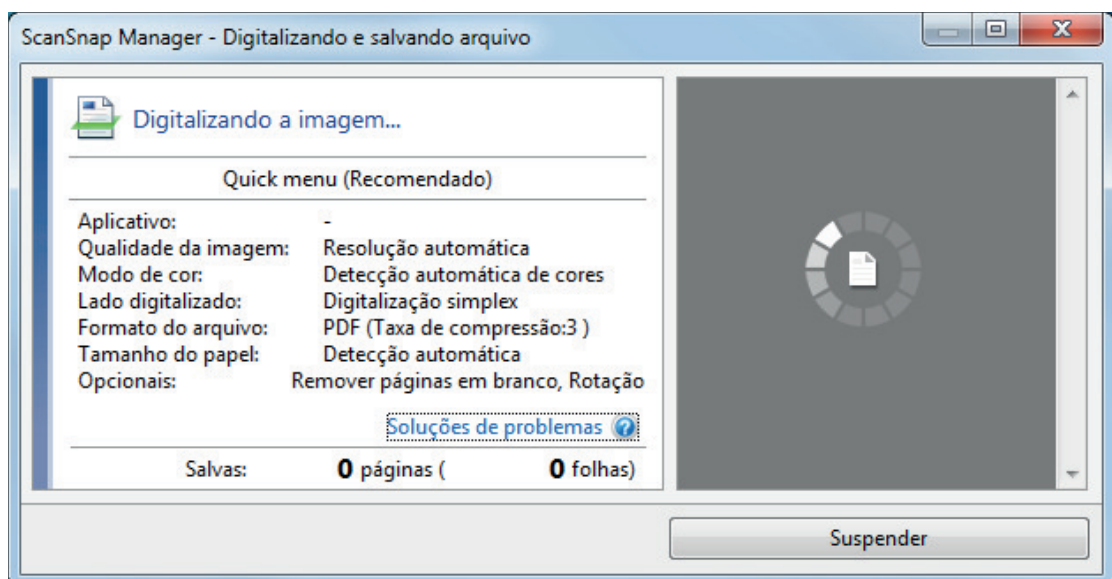 ScanSnap Manager - Digitalizando e salvando arquivo
Digitalizando a imagem...
Quick menu (Recomendado)
Aplicativo: -
Qualidade da imagem: Resolução automática
Modo de cor: Detecção automática de cores
Lado digitalizado: Digitalização simplex
Formato do arquivo: PDF (Taxa de compressão:3 )
Tamanho do papel: Detecção automática
Opcionais: Remover páginas em branco, Rotação
Soluções de problemas ?
Salvas: 0 páginas ( 0 folhas)
Suspender